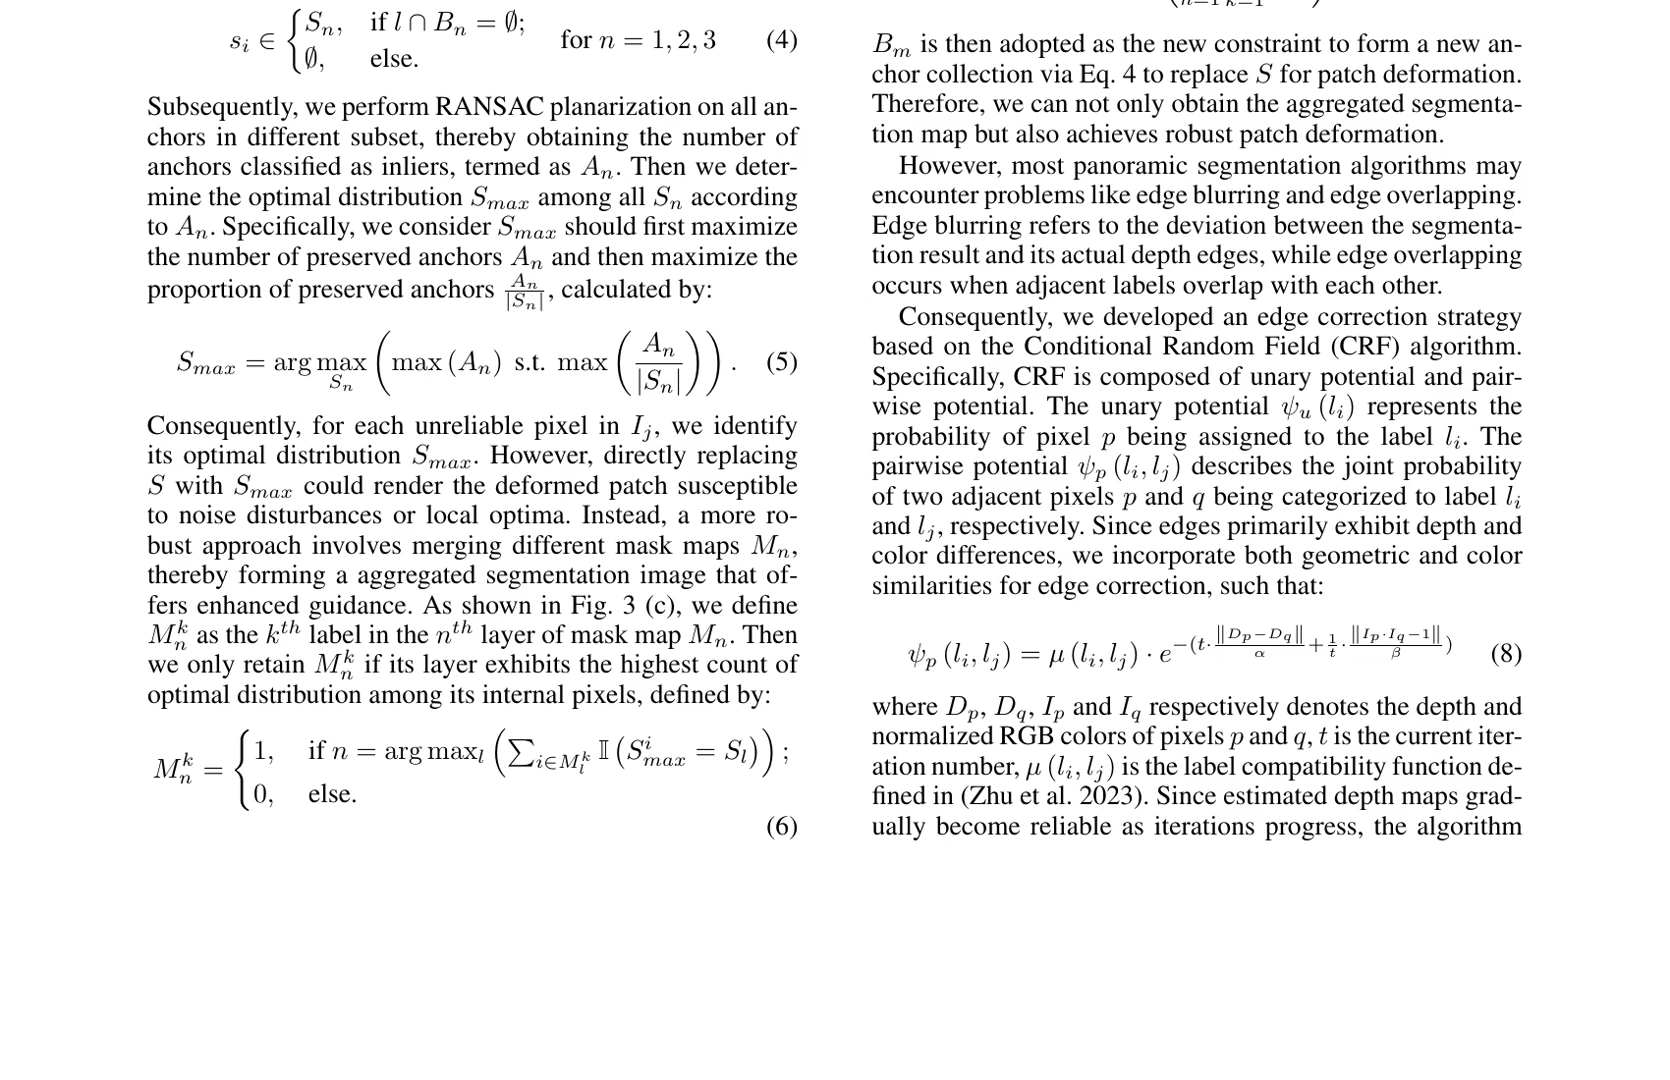 s_i ∈ { S_n, if l ∩ B_n = ∅; for n = 1, 2, 3 (4)
∅, else.
Subsequently, we perform RANSAC planarization on all an-
chors in different subset, thereby obtaining the number of
anchors classified as inliers, termed as A_n. Then we deter-
mine the optimal distribution S_max among all S_n according
to A_n. Specifically, we consider S_max should first maximize
the number of preserved anchors A_n and then maximize the
proportion of preserved anchors A_n/|S_n|, calculated by:
S_max = arg max_{S_n} ( max (A_n) s.t. max ( A_n/|S_n| ) ) . (5)
Consequently, for each unreliable pixel in I_j, we identify
its optimal distribution S_max. However, directly replacing
S with S_max could render the deformed patch susceptible
to noise disturbances or local optima. Instead, a more ro-
bust approach involves merging different mask maps M_n,
thereby forming a aggregated segmentation image that of-
fers enhanced guidance. As shown in Fig. 3 (c), we define
M_n^k as the k^th label in the n^th layer of mask map M_n. Then
we only retain M_n^k if its layer exhibits the highest count of
optimal distribution among its internal pixels, defined by:
M_n^k = { 1, if n = arg max_l ( ∑_{i∈M_l^k} 𝕀 ( S_max^i = S_l ) ) ;
0, else.
(6)
B_m is then adopted as the new constraint to form a new an-
chor collection via Eq. 4 to replace S for patch deformation.
Therefore, we can not only obtain the aggregated segmenta-
tion map but also achieves robust patch deformation.
However, most panoramic segmentation algorithms may
encounter problems like edge blurring and edge overlapping.
Edge blurring refers to the deviation between the segmenta-
tion result and its actual depth edges, while edge overlapping
occurs when adjacent labels overlap with each other.
Consequently, we developed an edge correction strategy
based on the Conditional Random Field (CRF) algorithm.
Specifically, CRF is composed of unary potential and pair-
wise potential. The unary potential ψ_u (l_i) represents the
probability of pixel p being assigned to the label l_i. The
pairwise potential ψ_p (l_i, l_j) describes the joint probability
of two adjacent pixels p and q being categorized to label l_i
and l_j, respectively. Since edges primarily exhibit depth and
color differences, we incorporate both geometric and color
similarities for edge correction, such that:
ψ_p (l_i, l_j) = μ (l_i, l_j) · e^{−(t· ‖D_p−D_q‖/α + 1/t · ‖I_p·I_q−1‖/β)} (8)
where D_p, D_q, I_p and I_q respectively denotes the depth and
normalized RGB colors of pixels p and q, t is the current iter-
ation number, μ (l_i, l_j) is the label compatibility function de-
fined in (Zhu et al. 2023). Since estimated depth maps grad-
ually become reliable as iterations progress, the algorithm